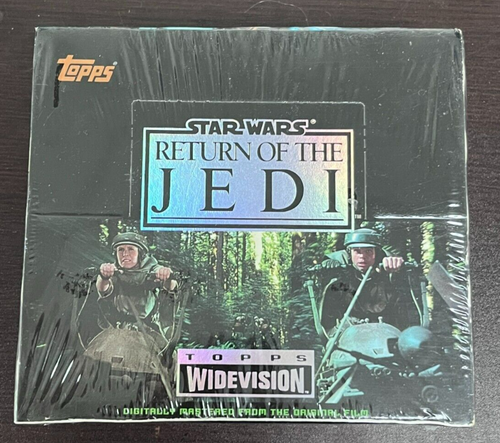 Topps
STAR WARS
RETURN OF THE
JEDI
TOPPS
WIDEVISION
DIGITALLY MASTERED FROM THE ORIGINAL FILM